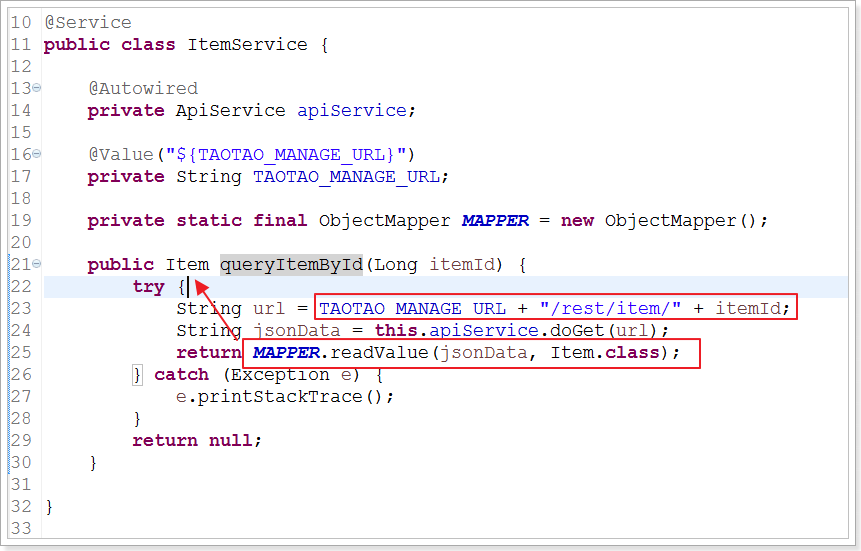 10 @Service
11 public class ItemService {
12
13 @Autowired
14 private ApiService apiService;
15
16 @Value("${TAOTAO_MANAGE_URL}")
17 private String TAOTAO_MANAGE_URL;
18
19 private static final ObjectMapper MAPPER = new ObjectMapper();
20
21 public Item queryItemById(Long itemId) {
22 try {
23 String url = TAOTAO_MANAGE_URL + "/rest/item/" + itemId;
24 String jsonData = this.apiService.doGet(url);
25 return MAPPER.readValue(jsonData, Item.class);
26 } catch (Exception e) {
27 e.printStackTrace();
28 }
29 return null;
30 }
31
32 }
33